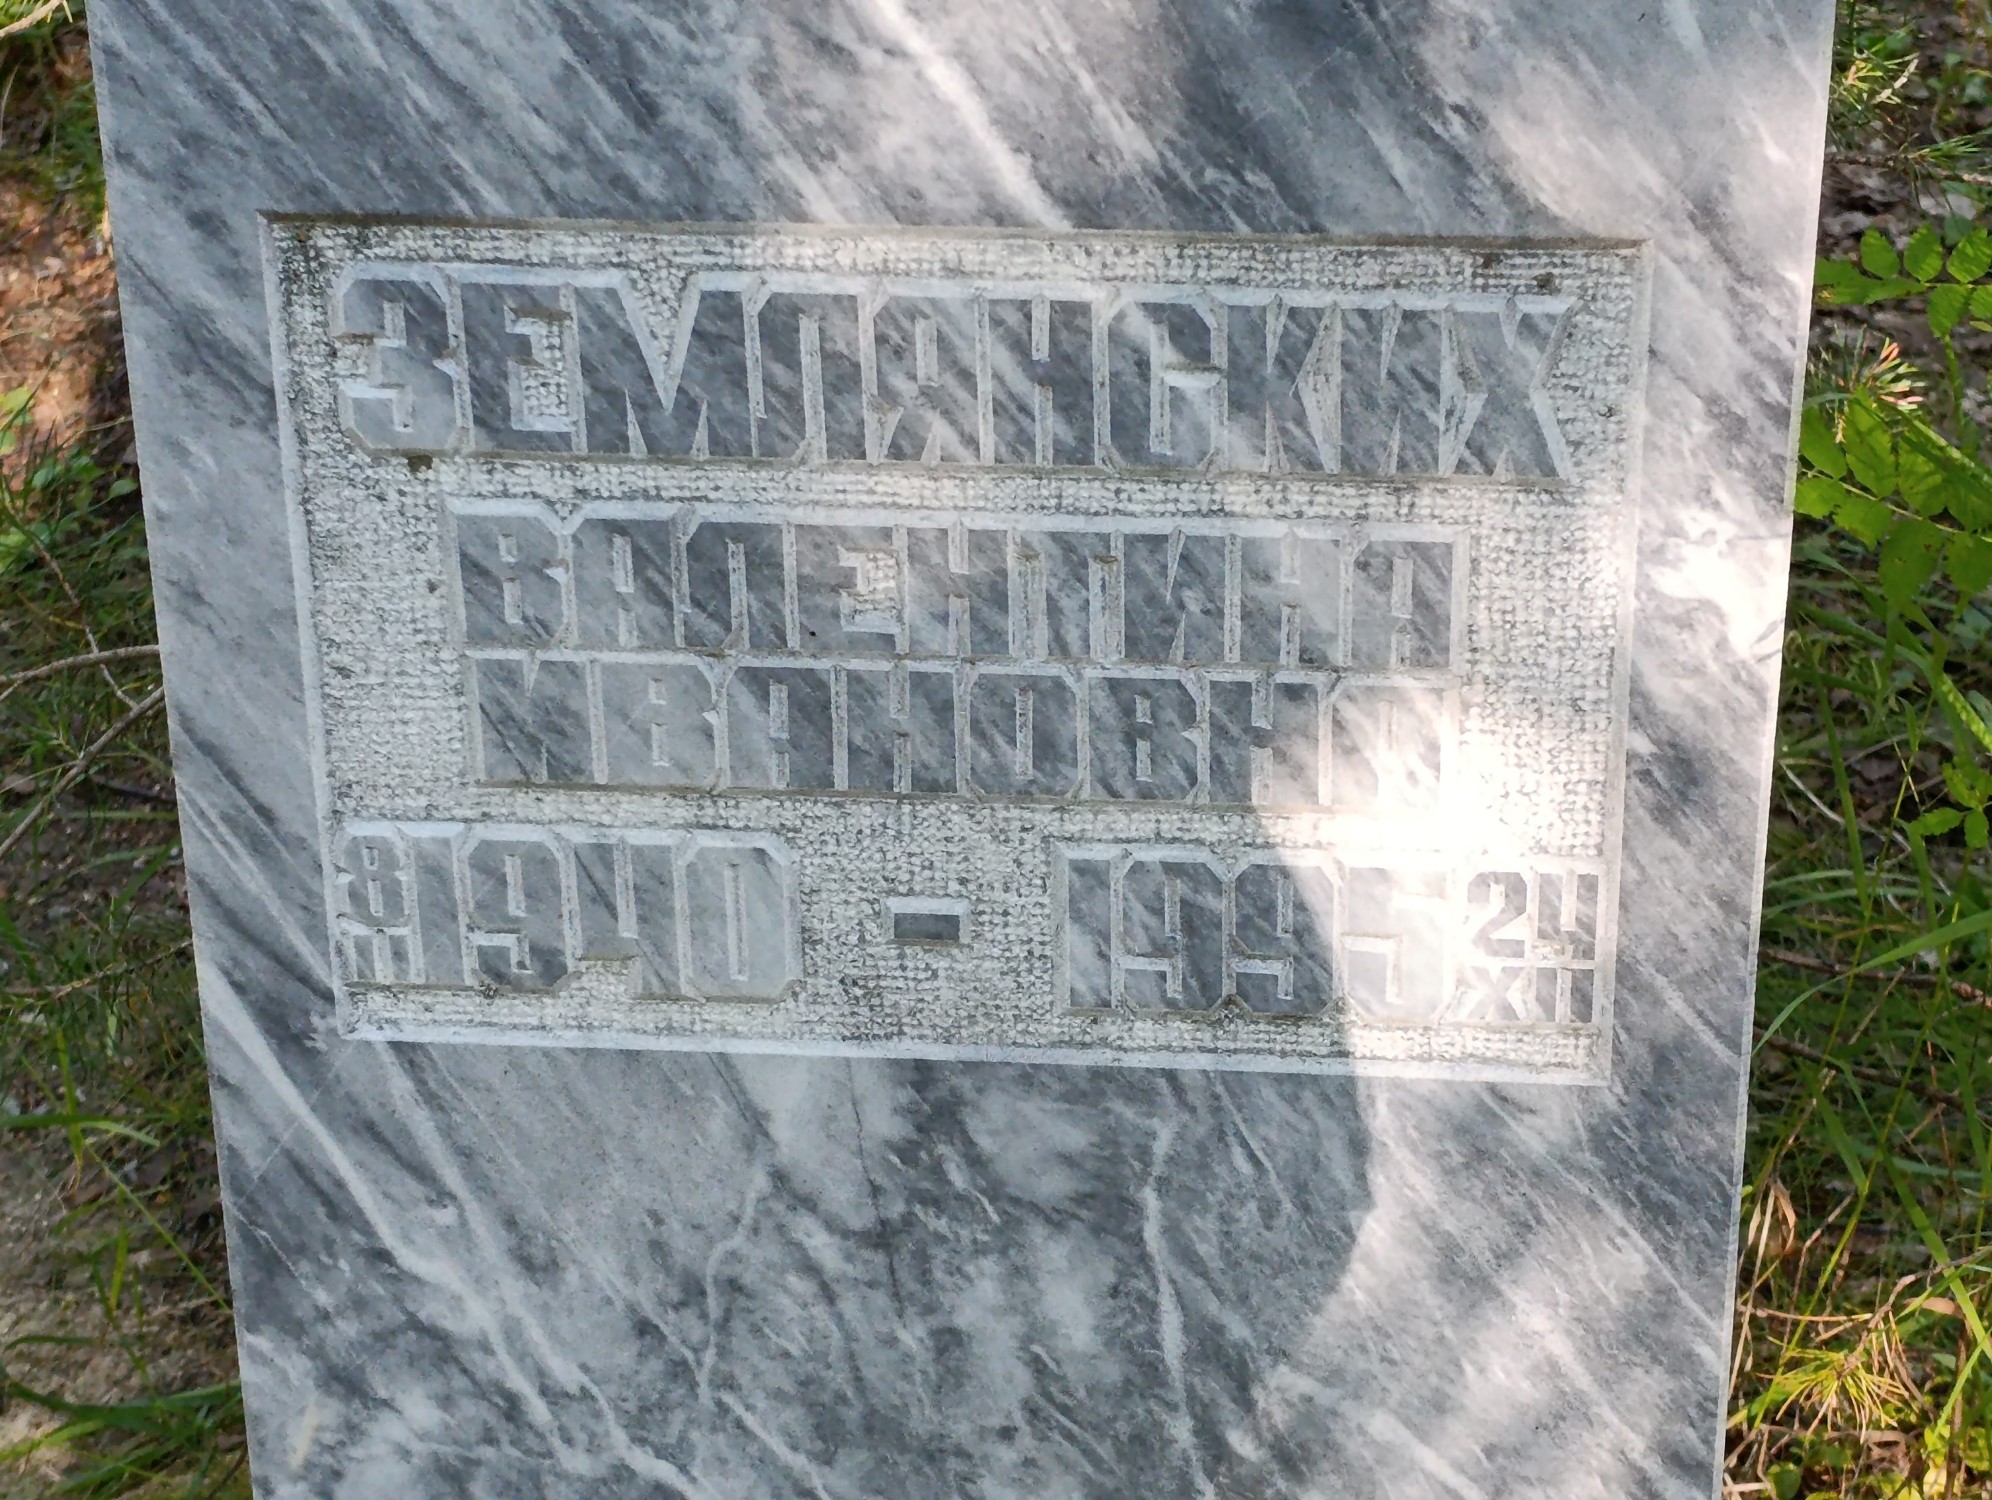 ЗЕМЛЯНСКИХ
ВАЛЕНТИНА
ИВАНОВНА
8 III 1940 - 1995 24 XII